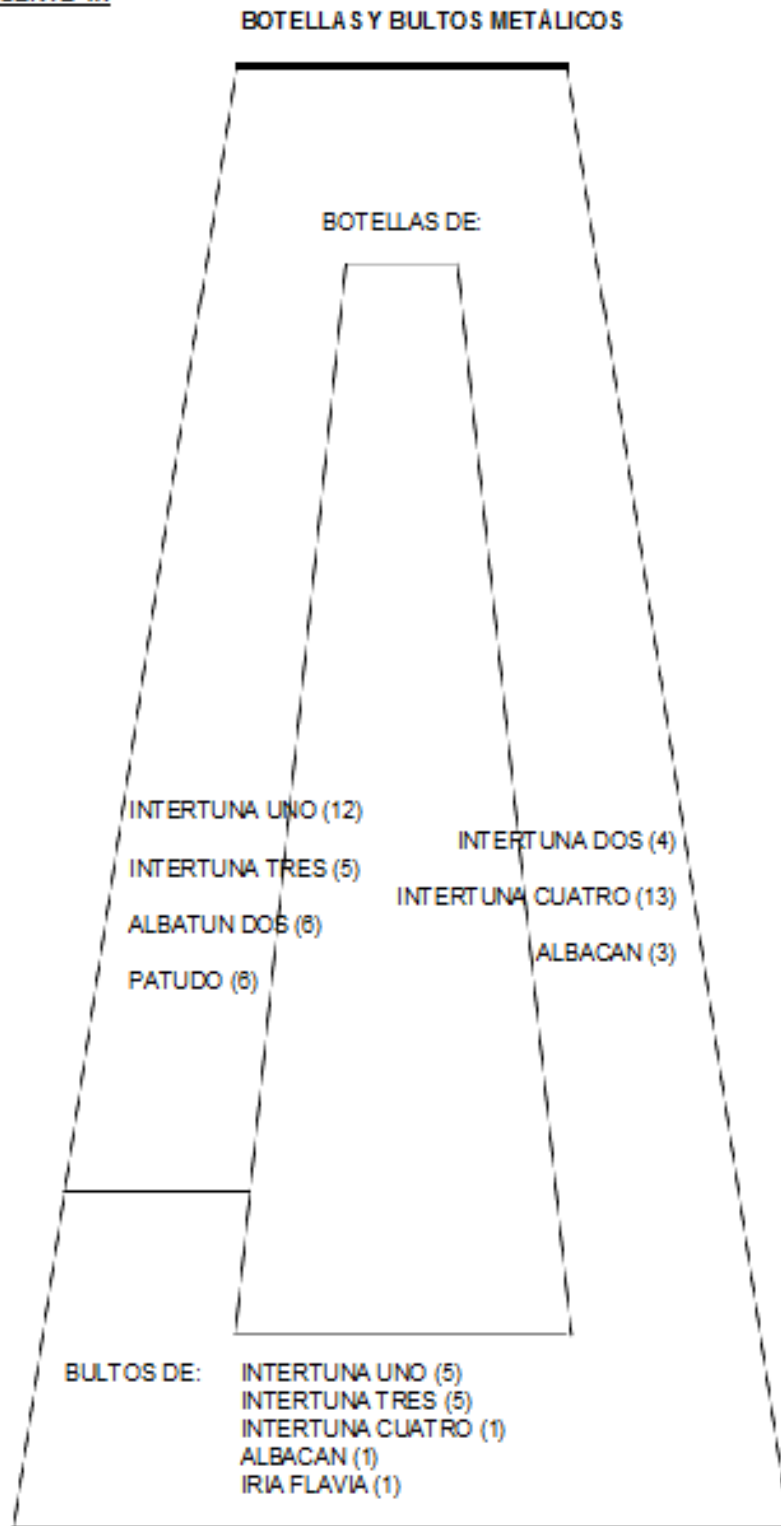 BOTELLAS Y BULTOS METÁLICOS
BOTELLAS DE:
INTERTUNA UNO (12)
INTERTUNA TRES (5)
ALBATUN DOS (6)
PATUDO (6)
INTERTUNA DOS (4)
INTERTUNA CUATRO (13)
ALBACAN (3)
BULTOS DE:
INTERTUNA UNO (5)
INTERTUNA TRES (5)
INTERTUNA CUATRO (1)
ALBACAN (1)
IRIA FLAVIA (1)